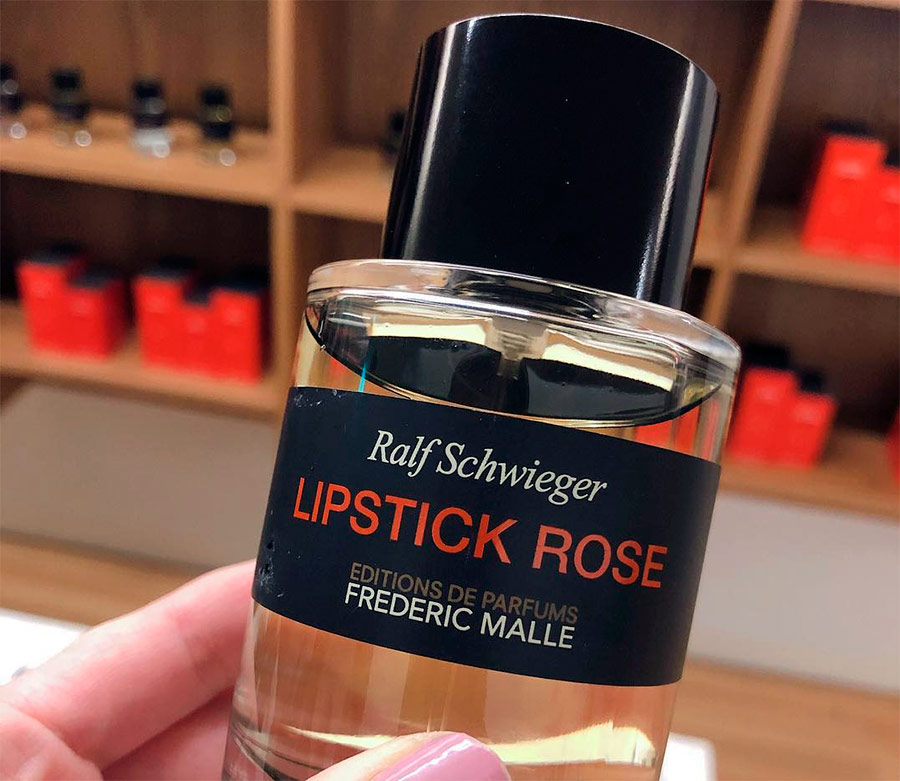 Ralf Schwieger
LIPSTICK ROSE
EDITIONS DE PARFUMS
FREDERIC MALLE